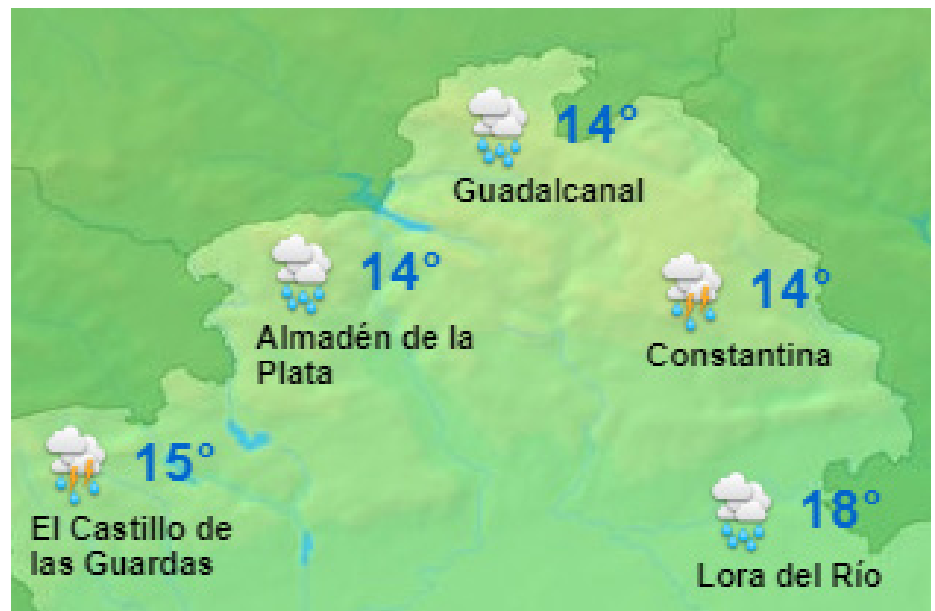 14°
Guadalcanal
14°
Almadén de la
Plata
14°
Constantina
15°
El Castillo de
las Guardas
18°
Lora del Río